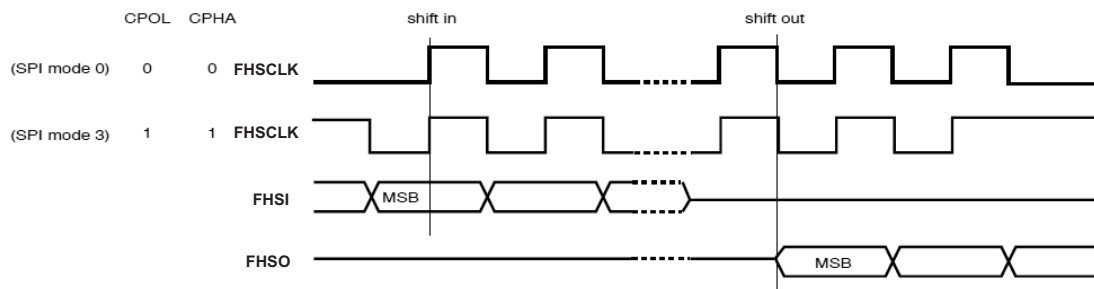 CPOL CPHA shift in shift out
(SPI mode 0) 0 0 FHSCLK
(SPI mode 3) 1 1 FHSCLK
FHSI MSB
FHSO MSB